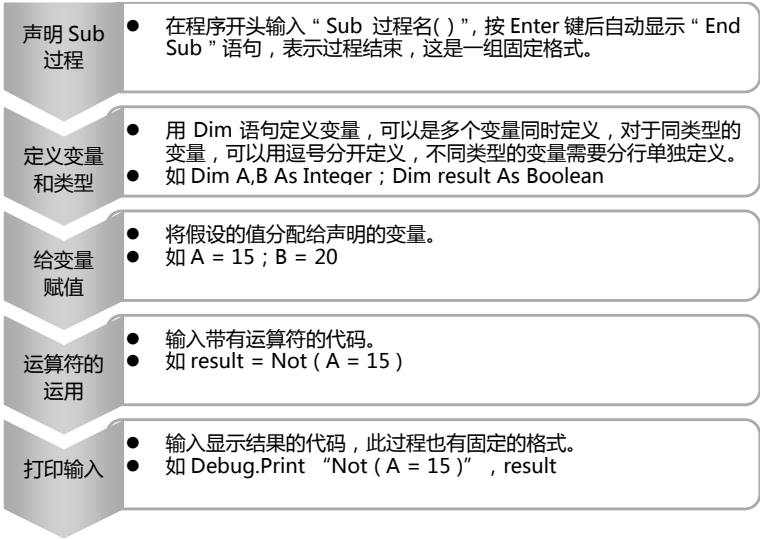 声明 Sub
过程
● 在程序开头输入“ Sub 过程名( ) ”，按 Enter 键后自动显示“ End
Sub ”语句，表示过程结束，这是一组固定格式。
定义变量
和类型
● 用 Dim 语句定义变量，可以是多个变量同时定义，对于同类型的
变量，可以用逗号分开定义，不同类型的变量需要分行单独定义。
● 如 Dim A,B As Integer；Dim result As Boolean
给变量
赋值
● 将假设的值分配给声明的变量。
● 如 A = 15；B = 20
运算符的
运用
● 输入带有运算符的代码。
● 如 result = Not ( A = 15 )
打印输入
● 输入显示结果的代码，此过程也有固定的格式。
● 如 Debug.Print “Not ( A = 15 )”，result